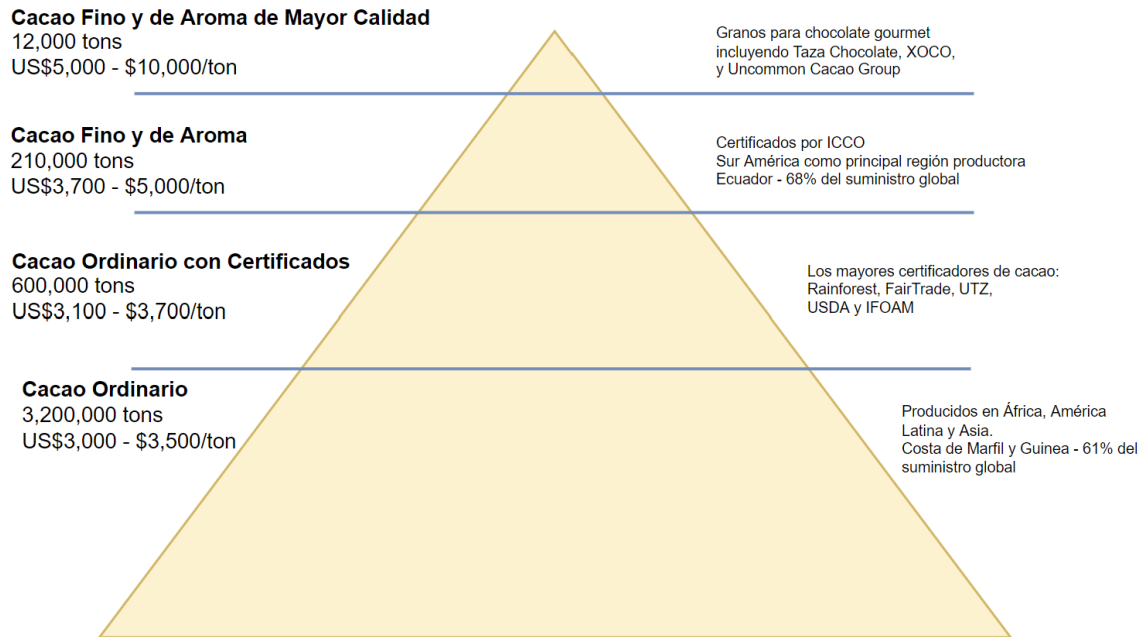 Cacao Fino y de Aroma de Mayor Calidad
12,000 tons
US$5,000 - $10,000/ton
Granos para chocolate gourmet
incluyendo Taza Chocolate, XOCO,
y Uncommon Cacao Group
Cacao Fino y de Aroma
210,000 tons
US$3,700 - $5,000/ton
Certificados por ICCO
Sur América como principal región productora
Ecuador - 68% del suministro global
Cacao Ordinario con Certificados
600,000 tons
US$3,100 - $3,700/ton
Los mayores certificadores de cacao:
Rainforest, FairTrade, UTZ,
USDA y IFOAM
Cacao Ordinario
3,200,000 tons
US$3,000 - $3,500/ton
Producidos en África, América
Latina y Asia.
Costa de Marfil y Guinea - 61% del
suministro global